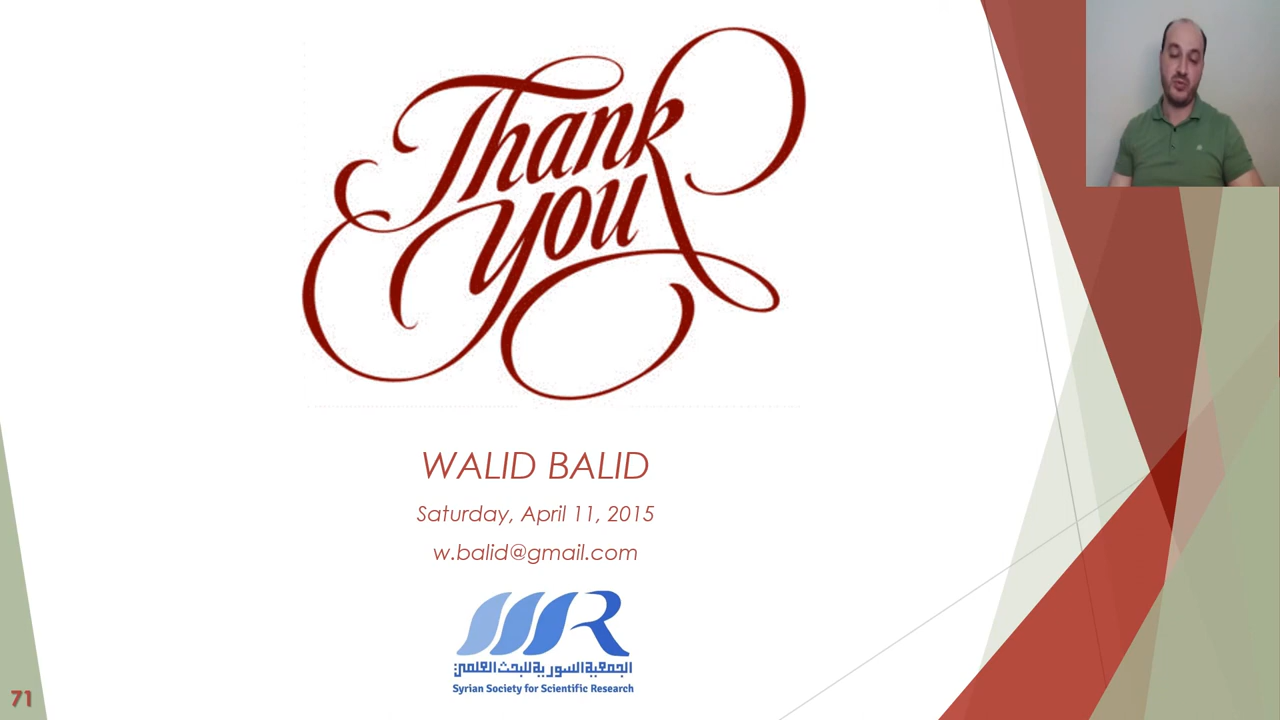 Thank
you
WALID BALID
Saturday, April 11, 2015
w.balid@gmail.com
الجمعية السورية للبحث العلمي
Syrian Society for Scientific Research
71